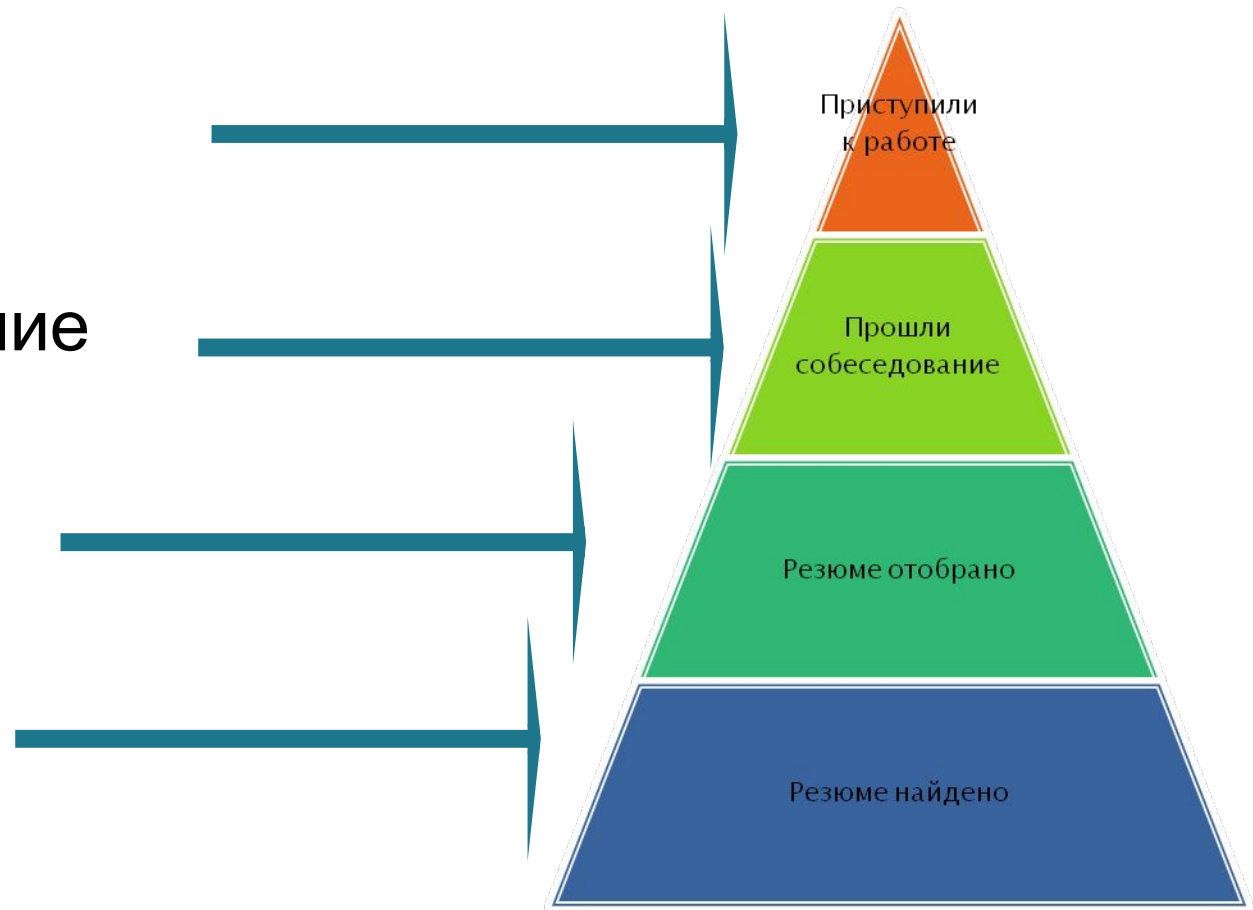 Приступили
к работе
ние
Прошли
собеседование
Резюме отобрано
Резюме найдено